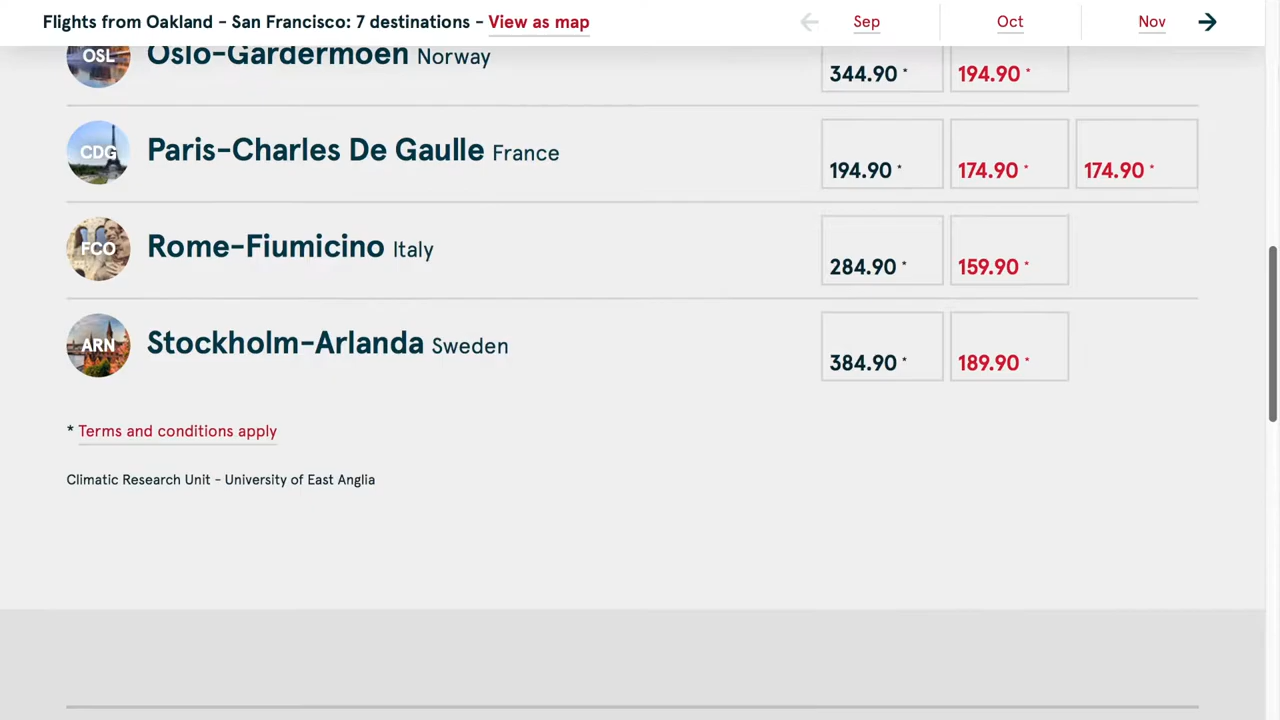 Flights from Oakland - San Francisco: 7 destinations - View as map
Sep Oct Nov
OSL Oslo-Gardermoen Norway 344.90 * 194.90 *
CDG Paris-Charles De Gaulle France 194.90 * 174.90 * 174.90 *
FCO Rome-Fiumicino Italy 284.90 * 159.90 *
ARN Stockholm-Arlanda Sweden 384.90 * 189.90 *
* Terms and conditions apply
Climatic Research Unit - University of East Anglia